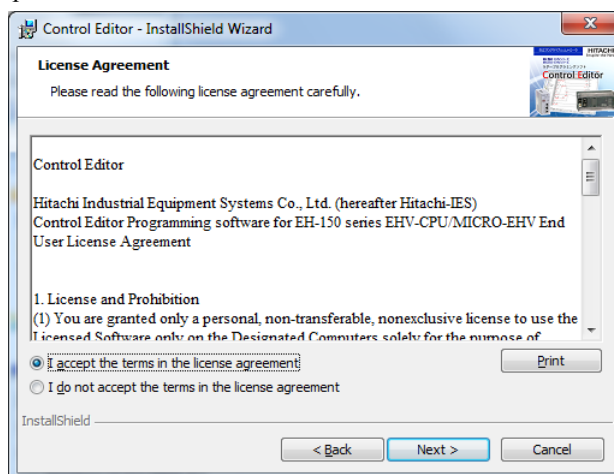 Control Editor - InstallShield Wizard
License Agreement
Please read the following license agreement carefully.
HITACHI
Control Editor
Control Editor
Hitachi Industrial Equipment Systems Co., Ltd. (hereafter Hitachi-IES)
Control Editor Programming software for EH-150 series EHV-CPU/MICRO-EHV End
User License Agreement
1. License and Prohibition
(1) You are granted only a personal, non-transferable, nonexclusive license to use the
Licensed Software only on the Designated Computers solely for the purpose of
I accept the terms in the license agreement
Print
I do not accept the terms in the license agreement
InstallShield
< Back
Next >
Cancel